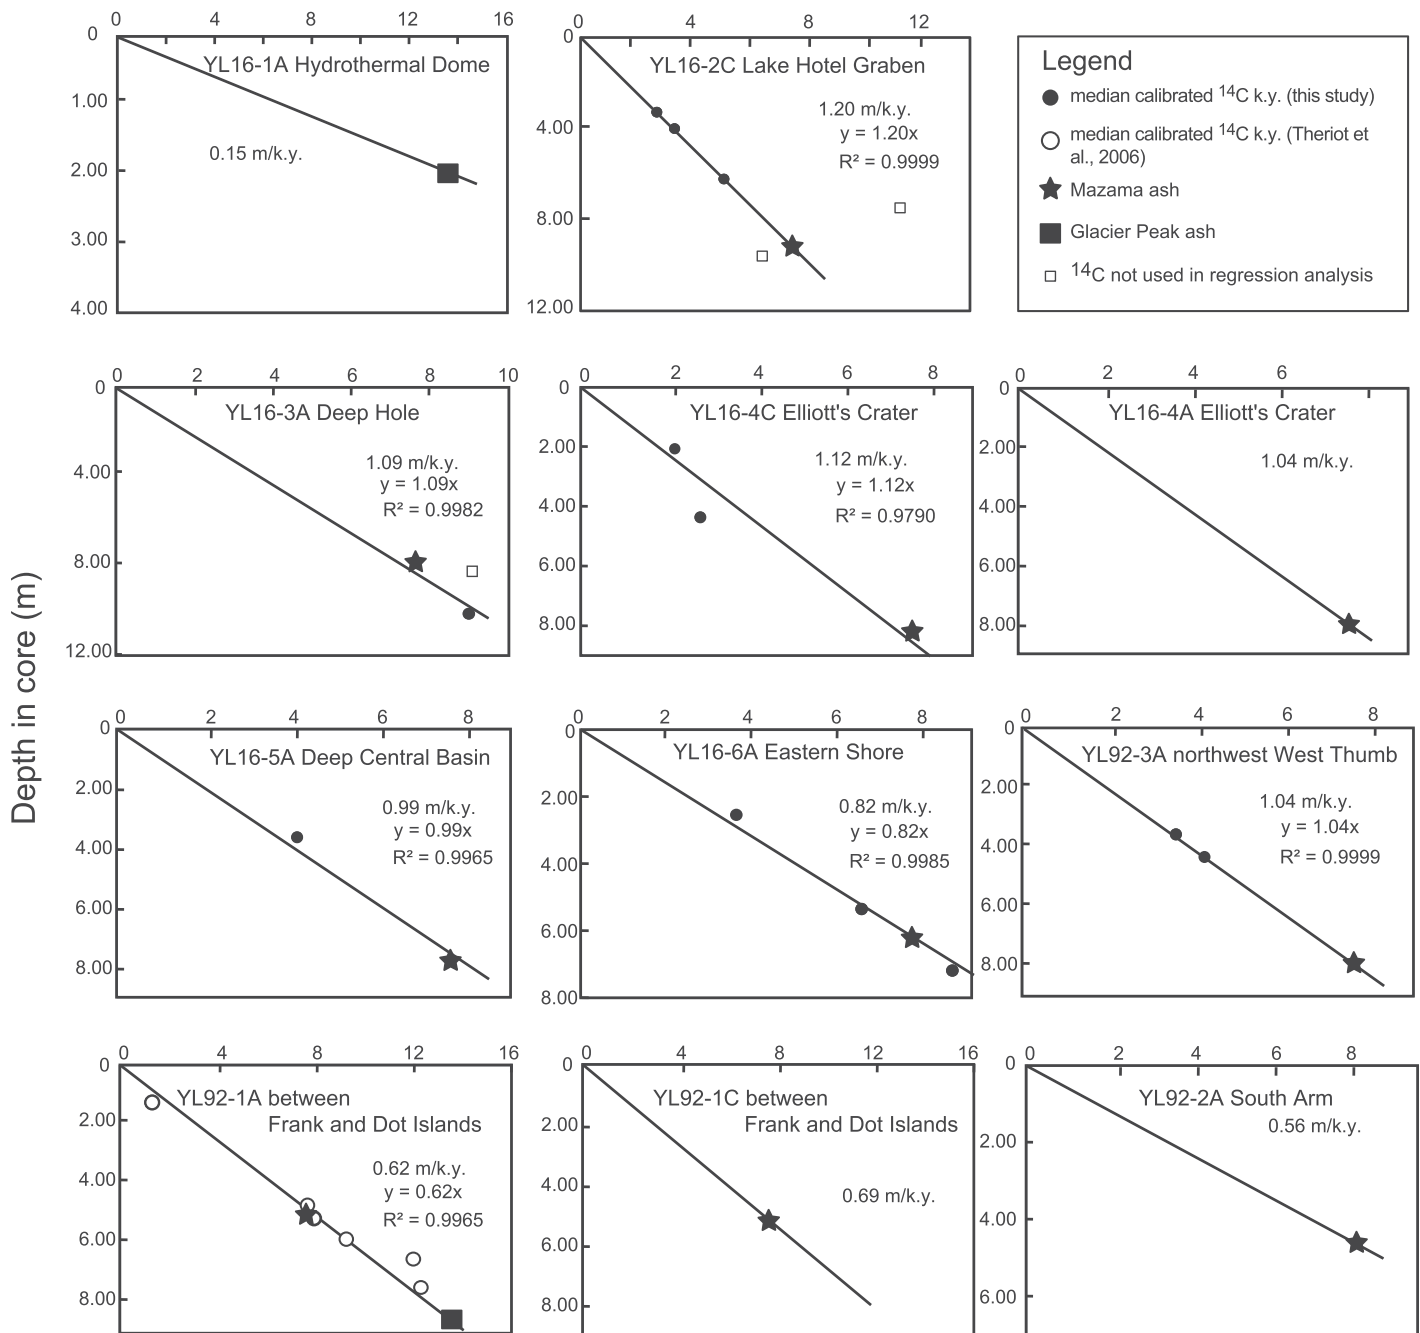 Depth in core (m)
0 4 8 12 16
0
1.00
2.00
3.00
4.00
YL16-1A Hydrothermal Dome
0.15 m/k.y.
0 4 8 12
0
4.00
8.00
12.00
YL16-2C Lake Hotel Graben
1.20 m/k.y.
y = 1.20x
R² = 0.9999
Legend
median calibrated ¹⁴C k.y. (this study)
median calibrated ¹⁴C k.y. (Theriot et
al., 2006)
Mazama ash
Glacier Peak ash
¹⁴C not used in regression analysis
0 2 4 6 8 10
0
4.00
8.00
12.00
YL16-3A Deep Hole
1.09 m/k.y.
y = 1.09x
R² = 0.9982
0 2 4 6 8
0
2.00
4.00
6.00
8.00
YL16-4C Elliott's Crater
1.12 m/k.y.
y = 1.12x
R² = 0.9790
0 2 4 6
0
2.00
4.00
6.00
8.00
YL16-4A Elliott's Crater
1.04 m/k.y.
0 2 4 6 8
0
2.00
4.00
6.00
8.00
YL16-5A Deep Central Basin
0.99 m/k.y.
y = 0.99x
R² = 0.9965
0 2 4 6 8
0
2.00
4.00
6.00
8.00
YL16-6A Eastern Shore
0.82 m/k.y.
y = 0.82x
R² = 0.9985
0 2 4 6 8
0
2.00
4.00
6.00
8.00
YL92-3A northwest West Thumb
1.04 m/k.y.
y = 1.04x
R² = 0.9999
0 4 8 12 16
0
2.00
4.00
6.00
8.00
YL92-1A between
Frank and Dot Islands
0.62 m/k.y.
y = 0.62x
R² = 0.9965
0 4 8 12 16
0
2.00
4.00
6.00
8.00
YL92-1C between
Frank and Dot Islands
0.69 m/k.y.
0 2 4 6 8
0
2.00
4.00
6.00
YL92-2A South Arm
0.56 m/k.y.